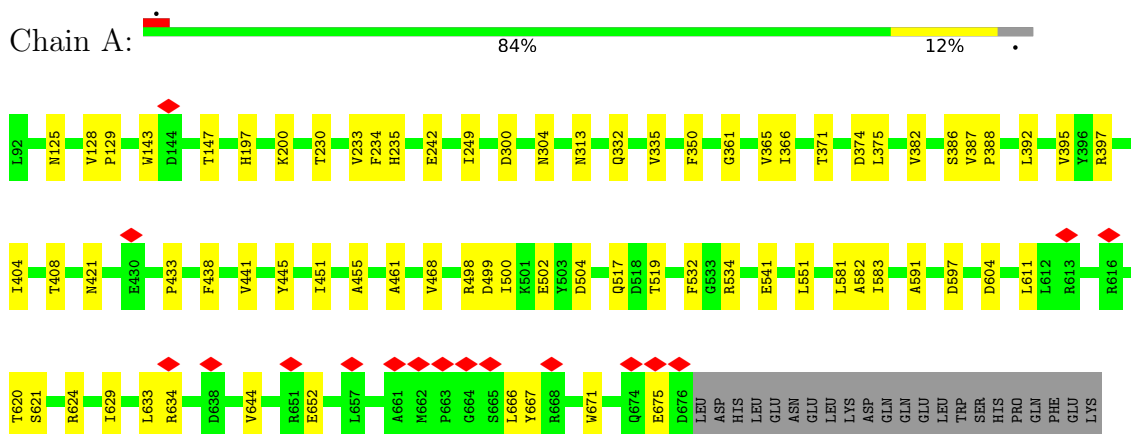 Chain A:
84% 12%
L92 N125 V128 P129 W143 D144 T147 H197 K200 T230 V233 F234 H235 E242 I249 D300 N304 N313 Q332 V335 F350 G361 V365 I366 T371 D374 L375 V382 S386 V387 P388 L392 V395 Y396 R397
I404 T408 N421 E430 P433 F438 V441 Y445 I451 A455 A461 V468 R498 D499 I500 K501 E502 Y503 D504 Q517 D518 T519 F532 G533 R534 E541 L551 L581 A582 I583 A591 D597 D604 L611 L612 R613 R616
T620 S621 R624 I629 L633 R634 D638 V644 R651 E652 L657 A661 M662 P663 G664 S665 L666 Y667 R668 W671 Q674 E675 D676 LEU ASP HIS LEU GLU ASN GLU LEU LYS ASP GLN GLN GLU LEU TRP SER HIS PRO GLN PHE GLU LYS